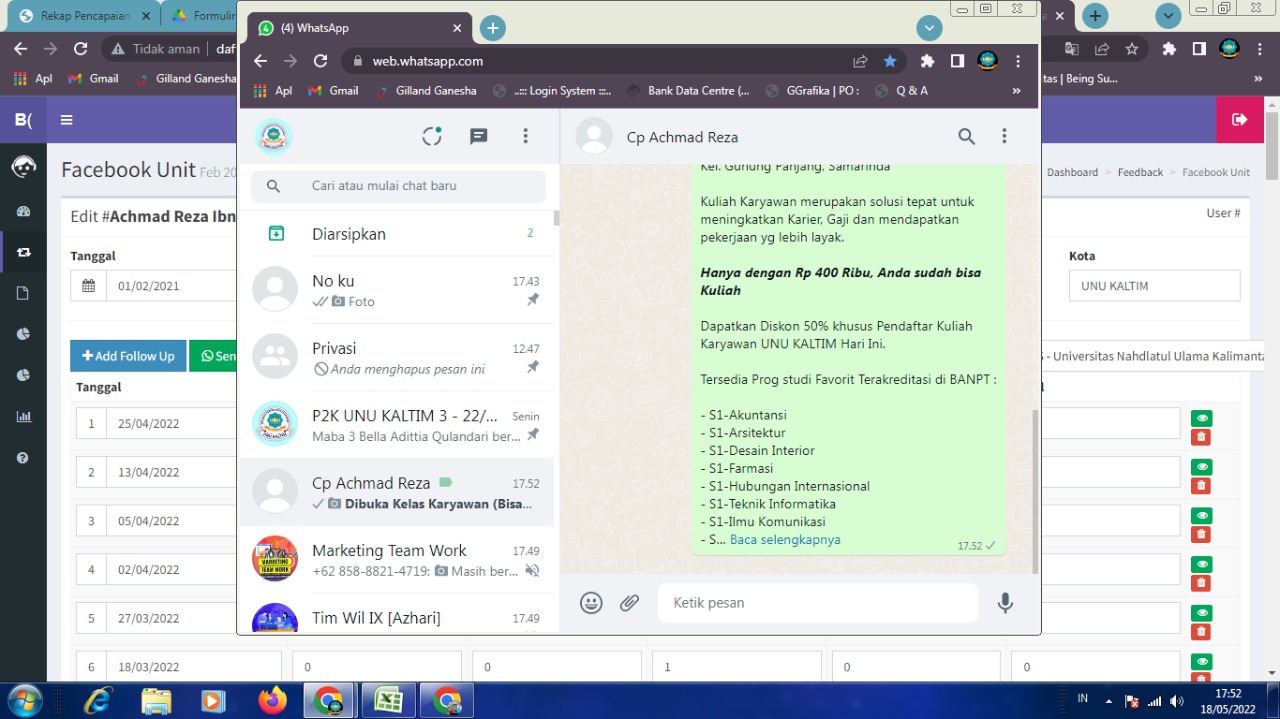 Rekap Pencapaian
Formulir
(4) WhatsApp
Tidak aman
daf
web.whatsapp.com
Apl
Gmail
Gilland Ganesha
Apl
Gmail
Gilland Ganesha
..::: Login System :::..
Bank Data Centre (...
GGrafika | PO :
Q & A
»
tas | Being Su...
»
B(
Facebook Unit Feb 20
Dashboard > Feedback > Facebook Unit
Edit #Achmad Reza Ibn
User #
Tanggal
01/02/2021
Kota
UNU KALTIM
Add Follow Up
Sen
- Universitas Nahdlatul Ulama Kalimanta
Tanggal
1 25/04/2022
2 13/04/2022
3 05/04/2022
4 02/04/2022
5 27/03/2022
6 18/03/2022 0 0 1 0 0
Cari atau mulai chat baru
Diarsipkan 2
No ku 17.43
Foto
Privasi 12.47
Anda menghapus pesan ini
P2K UNU KALTIM 3 - 22/... Senin
Maba 3 Bella Adittia Qulandari ber...
Cp Achmad Reza 17.52
Dibuka Kelas Karyawan (Bisa...
Marketing Team Work 17.49
+62 858-8821-4719: Masih ber...
Tim Wil IX [Azhari] 17.49
Cp Achmad Reza
Kel. Gunung Panjang, Samarinda
Kuliah Karyawan merupakan solusi tepat untuk
meningkatkan Karier, Gaji dan mendapatkan
pekerjaan yg lebih layak.
Hanya dengan Rp 400 Ribu, Anda sudah bisa
Kuliah
Dapatkan Diskon 50% khusus Pendaftar Kuliah
Karyawan UNU KALTIM Hari Ini.
Tersedia Prog studi Favorit Terakreditasi di BANPT :
- S1-Akuntansi
- S1-Arsitektur
- S1-Desain Interior
- S1-Farmasi
- S1-Hubungan Internasional
- S1-Teknik Informatika
- S1-Ilmu Komunikasi
- S... Baca selengkapnya
17.52
Ketik pesan
IN
17:52
18/05/2022